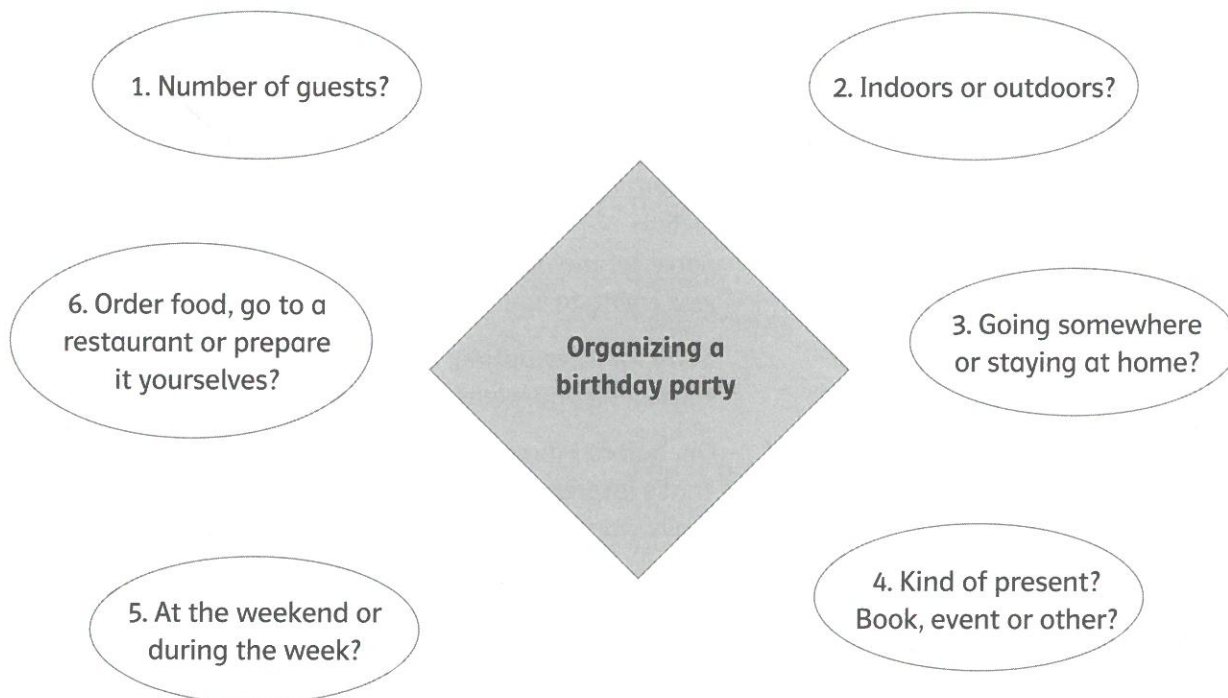 1. Number of guests?
2. Indoors or outdoors?
6. Order food, go to a
restaurant or prepare
it yourselves?
Organizing a
birthday party
3. Going somewhere
or staying at home?
5. At the weekend or
during the week?
4. Kind of present?
Book, event or other?